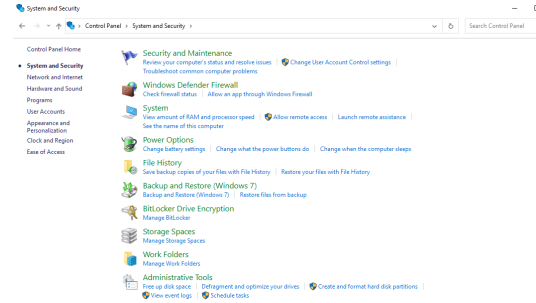 System and Security
Control Panel > System and Security >
Search Control Panel
Control Panel Home
System and Security
Network and Internet
Hardware and Sound
Programs
User Accounts
Appearance and
Personalization
Clock and Region
Ease of Access
Security and Maintenance
Review your computer's status and resolve issues
Change User Account Control settings
Troubleshoot common computer problems
Windows Defender Firewall
Check firewall status
Allow an app through Windows Firewall
System
View amount of RAM and processor speed
Allow remote access
Launch remote assistance
See the name of this computer
Power Options
Change battery settings
Change what the power buttons do
Change when the computer sleeps
File History
Save backup copies of your files with File History
Restore your files with File History
Backup and Restore (Windows 7)
Backup and Restore (Windows 7)
Restore files from backup
BitLocker Drive Encryption
Manage BitLocker
Storage Spaces
Manage Storage Spaces
Work Folders
Manage Work Folders
Administrative Tools
Free up disk space
Defragment and optimize your drives
Create and format hard disk partitions
View event logs
Schedule tasks